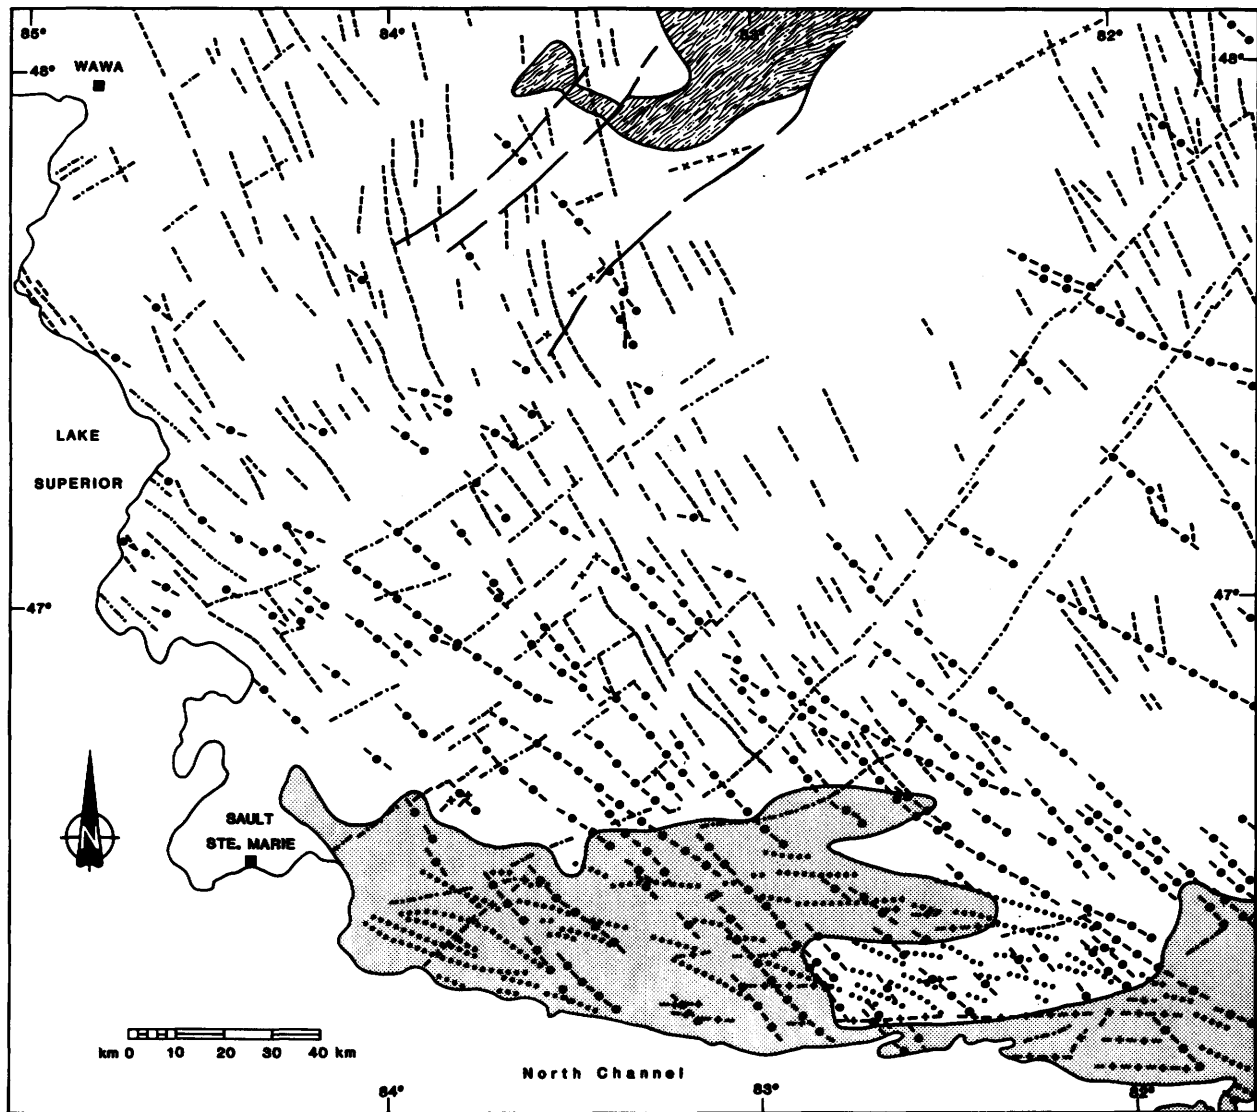 85° 84° 83° 82°
48° 48°
WAWA
LAKE
SUPERIOR
47° 47°
N
SAULT
STE. MARIE
km 0 10 20 30 40 km
North Channel
84° 83° 82°